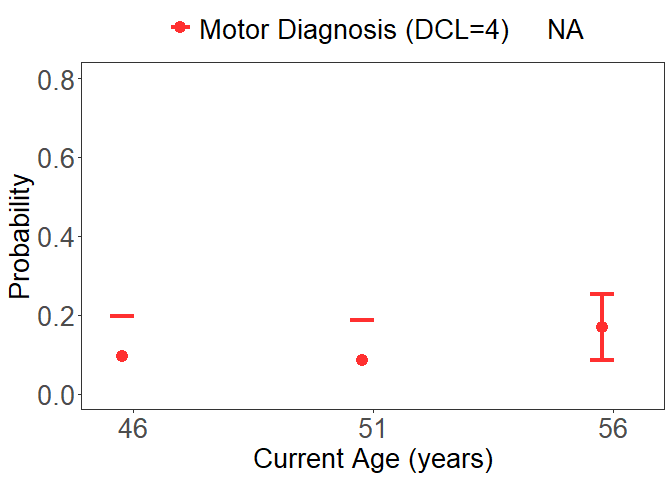 Motor Diagnosis (DCL=4) NA
0.8
0.6
0.4
0.2
0.0
Probability
46 51 56
Current Age (years)